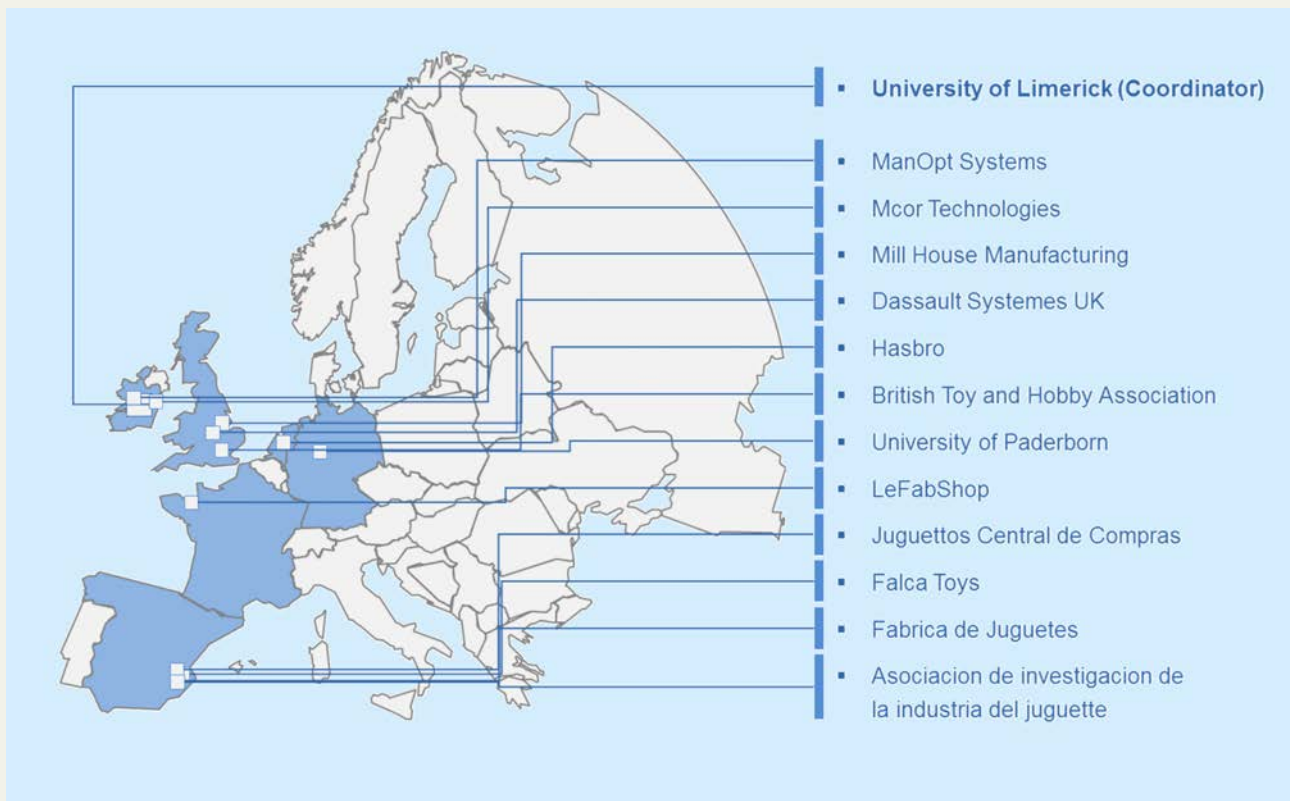 ▪ University of Limerick (Coordinator)
▪ ManOpt Systems
▪ Mcor Technologies
▪ Mill House Manufacturing
▪ Dassault Systemes UK
▪ Hasbro
▪ British Toy and Hobby Association
▪ University of Paderborn
▪ LeFabShop
▪ Juguettos Central de Compras
▪ Falca Toys
▪ Fabrica de Juguetes
▪ Asociacion de investigacion de
la industria del juguette